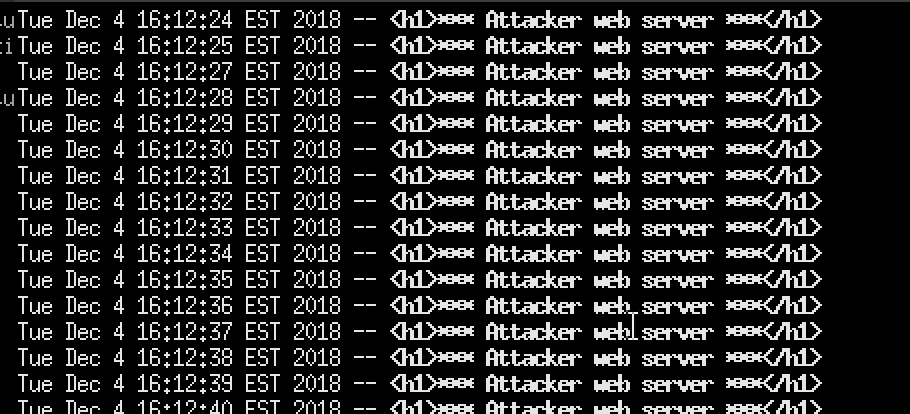 uTue Dec 4 16:12:24 EST 2018 -- <h1>*** Attacker web server ***</h1>
tiTue Dec 4 16:12:25 EST 2018 -- <h1>*** Attacker web server ***</h1>
Tue Dec 4 16:12:27 EST 2018 -- <h1>*** Attacker web server ***</h1>
uTue Dec 4 16:12:28 EST 2018 -- <h1>*** Attacker web server ***</h1>
Tue Dec 4 16:12:29 EST 2018 -- <h1>*** Attacker web server ***</h1>
Tue Dec 4 16:12:30 EST 2018 -- <h1>*** Attacker web server ***</h1>
Tue Dec 4 16:12:31 EST 2018 -- <h1>*** Attacker web server ***</h1>
Tue Dec 4 16:12:32 EST 2018 -- <h1>*** Attacker web server ***</h1>
Tue Dec 4 16:12:33 EST 2018 -- <h1>*** Attacker web server ***</h1>
Tue Dec 4 16:12:34 EST 2018 -- <h1>*** Attacker web server ***</h1>
Tue Dec 4 16:12:35 EST 2018 -- <h1>*** Attacker web server ***</h1>
Tue Dec 4 16:12:36 EST 2018 -- <h1>*** Attacker web server ***</h1>
Tue Dec 4 16:12:37 EST 2018 -- <h1>*** Attacker web server ***</h1>
Tue Dec 4 16:12:38 EST 2018 -- <h1>*** Attacker web server ***</h1>
Tue Dec 4 16:12:39 EST 2018 -- <h1>*** Attacker web server ***</h1>
Tue Dec 4 16:12:40 EST 2018 -- <h1>*** Attacker web server ***</h1>